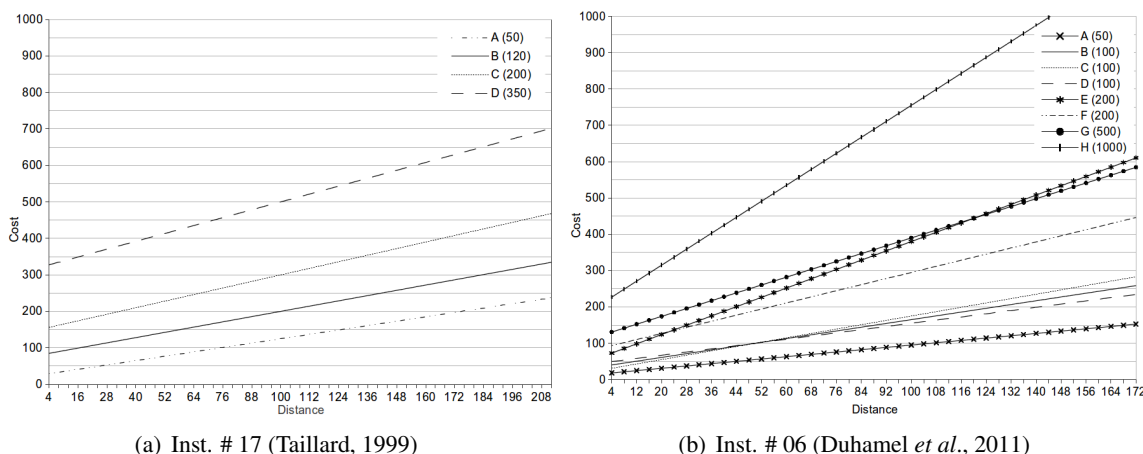 1000
900
800
700
600
500
400
300
200
100
0
Cost
A (50)
B (120)
C (200)
D (350)
4 16 28 40 52 64 76 88 100 112 124 136 148 160 172 184 196 208
Distance
(a) Inst. # 17 (Taillard, 1999)
1000
900
800
700
600
500
400
300
200
100
0
Cost
A (50)
B (100)
C (100)
D (100)
E (200)
F (200)
G (500)
H (1000)
4 12 20 28 36 44 52 60 68 76 84 92 100 108 116 124 132 140 148 156 164 172
Distance
(b) Inst. # 06 (Duhamel et al., 2011)